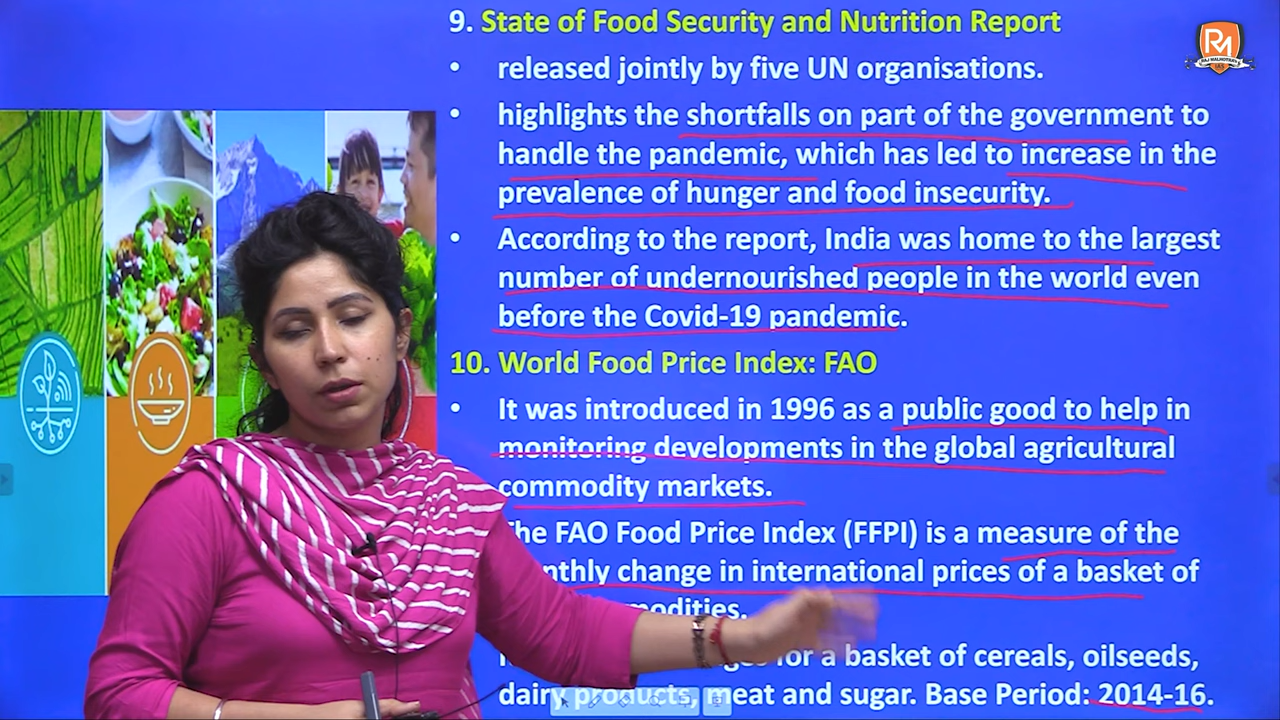 9. State of Food Security and Nutrition Report
• released jointly by five UN organisations.
• highlights the shortfalls on part of the government to
handle the pandemic, which has led to increase in the
prevalence of hunger and food insecurity.
• According to the report, India was home to the largest
number of undernourished people in the world even
before the Covid-19 pandemic.
10. World Food Price Index: FAO
• It was introduced in 1996 as a public good to help in
monitoring developments in the global agricultural
commodity markets.
The FAO Food Price Index (FFPI) is a measure of the
change in international prices of a basket of
for a basket of cereals, oilseeds,
dairy products, meat and sugar. Base Period: 2014-16.
RM
RAJ MALHOTRA'S
IAS